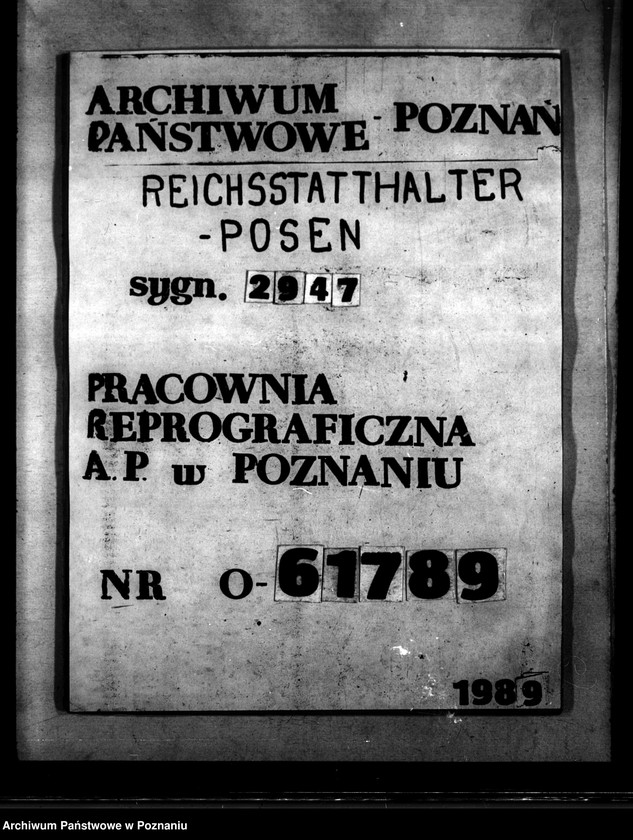 ARCHIWUM
PAŃSTWOWE - POZNAŃ
REICHSSTATTHALTER
-POSEN
sygn. 2947
PRACOWNIA
REPROGRAFICZNA
A.P. w POZNANIU
NR O-61789
1989
Archiwum Państwowe w Poznaniu